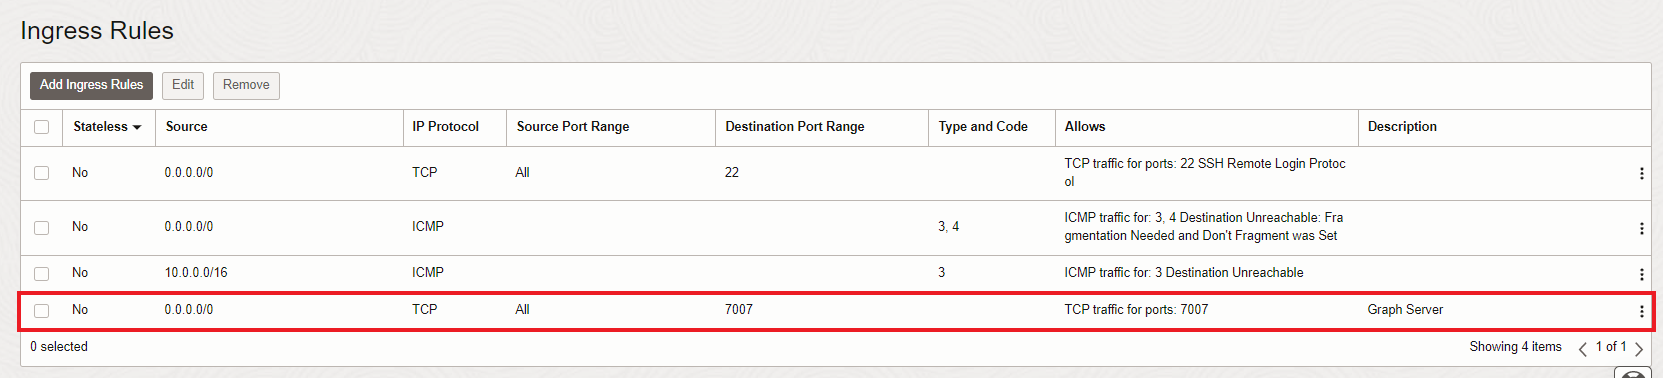 Ingress Rules
Add Ingress Rules Edit Remove
Stateless Source IP Protocol Source Port Range Destination Port Range Type and Code Allows Description
No 0.0.0.0/0 TCP All 22 TCP traffic for ports: 22 SSH Remote Login Protoc
ol
No 0.0.0.0/0 ICMP 3, 4 ICMP traffic for: 3, 4 Destination Unreachable: Fra
gmentation Needed and Don't Fragment was Set
No 10.0.0.0/16 ICMP 3 ICMP traffic for: 3 Destination Unreachable
No 0.0.0.0/0 TCP All 7007 TCP traffic for ports: 7007 Graph Server
0 selected Showing 4 items 1 of 1